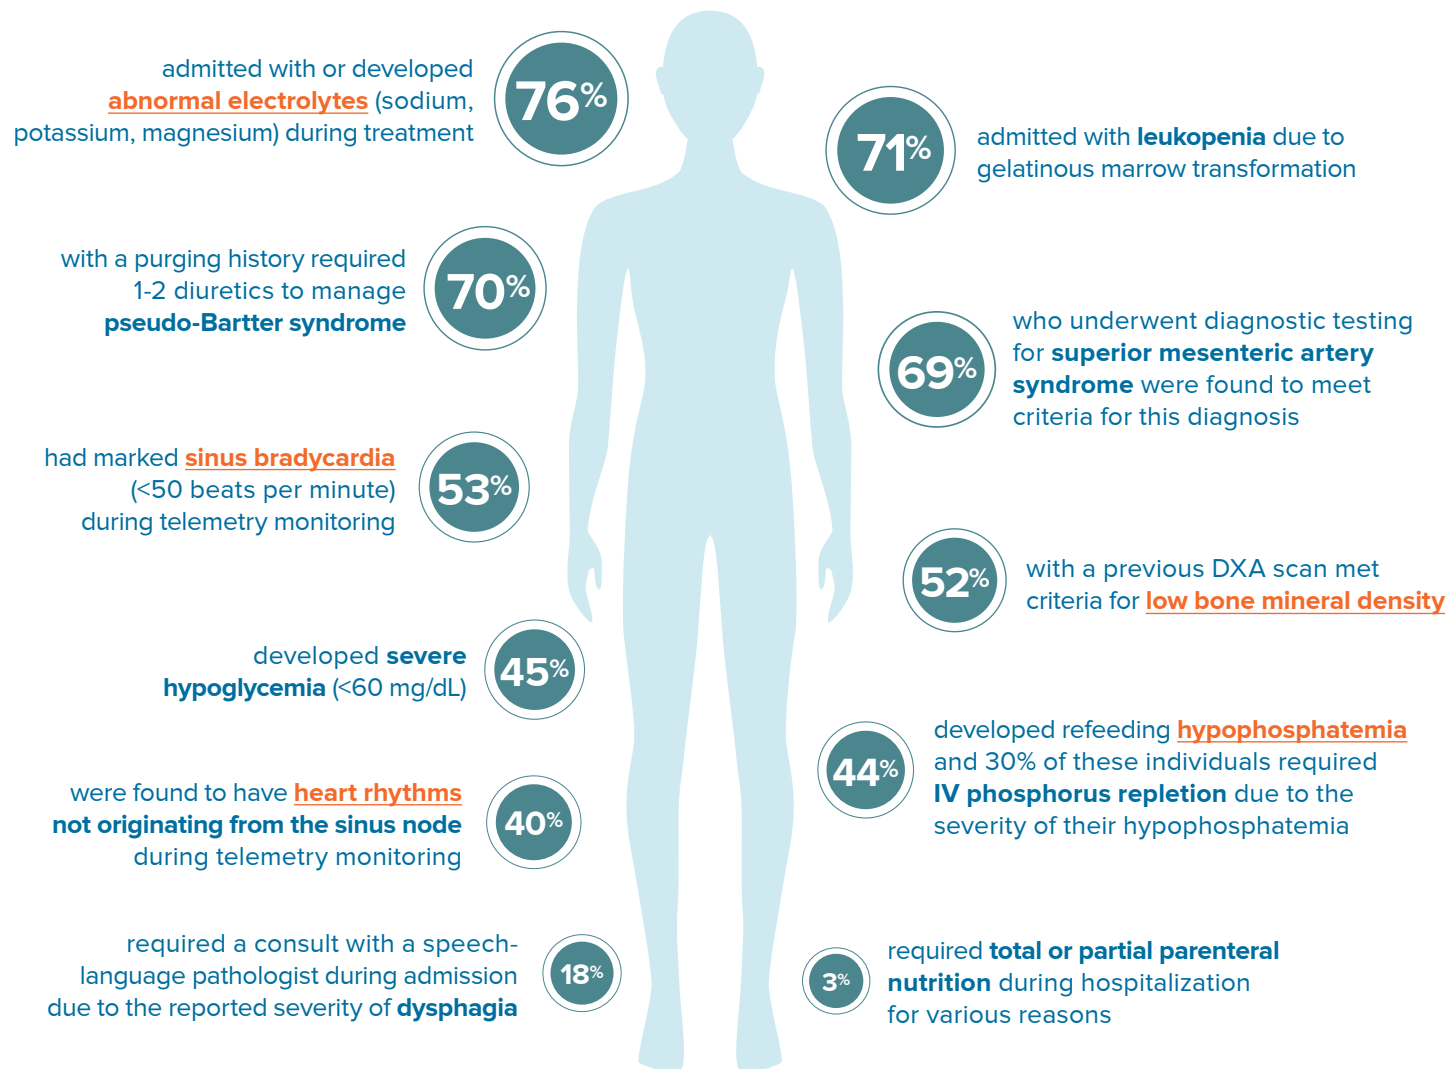 admitted with or developed
abnormal electrolytes (sodium,
potassium, magnesium) during treatment
76%
71%
admitted with leukopenia due to
gelatinous marrow transformation
with a purging history required
1-2 diuretics to manage
pseudo-Bartter syndrome
70%
69%
who underwent diagnostic testing
for superior mesenteric artery
syndrome were found to meet
criteria for this diagnosis
had marked sinus bradycardia
(<50 beats per minute)
during telemetry monitoring
53%
52%
with a previous DXA scan met
criteria for low bone mineral density
developed severe
hypoglycemia (<60 mg/dL)
45%
44%
developed refeeding hypophosphatemia
and 30% of these individuals required
IV phosphorus repletion due to the
severity of their hypophosphatemia
were found to have heart rhythms
not originating from the sinus node
during telemetry monitoring
40%
required a consult with a speech-
language pathologist during admission
due to the reported severity of dysphagia
18%
3%
required total or partial parenteral
nutrition during hospitalization
for various reasons